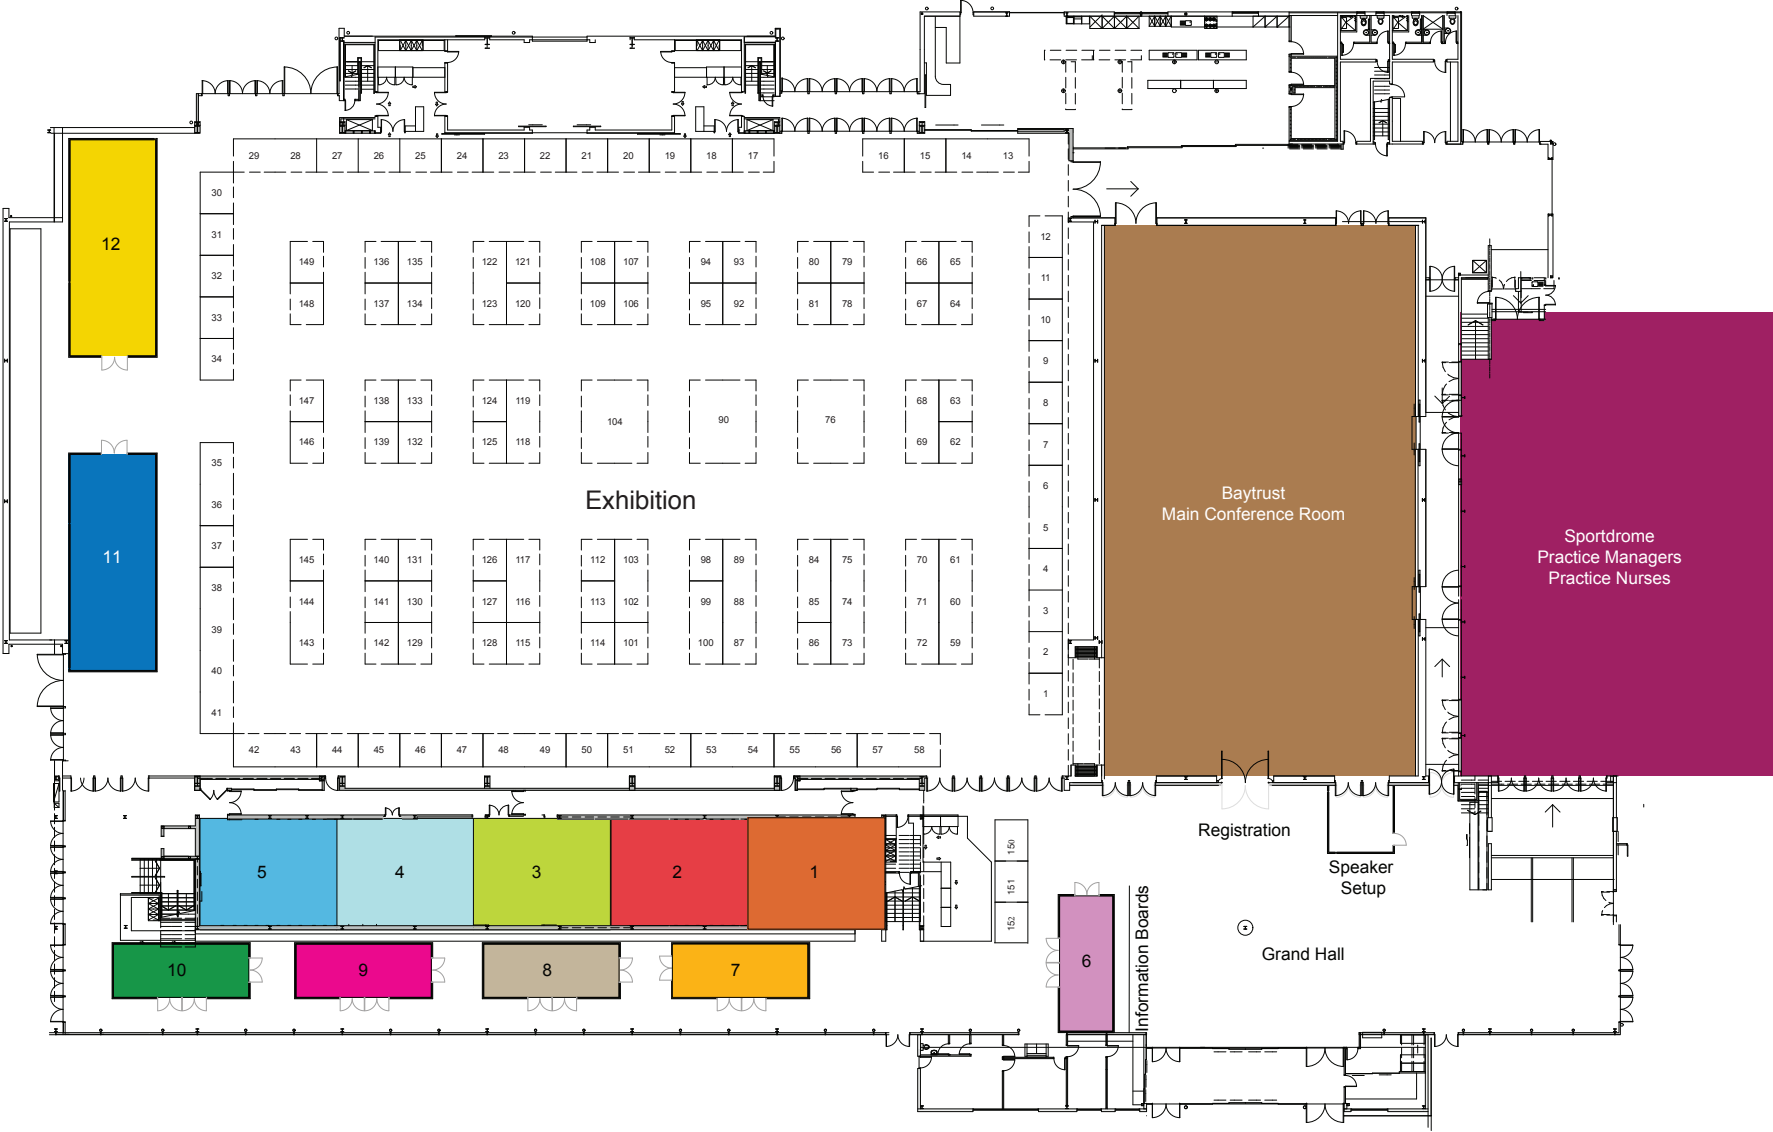 29 28 27 26 25 24 23 22 21 20 19 18 17 16 15 14 13
30
31
32
33
34
35
36
37
38
39
40
41
12
11
149 136 135 122 121 108 107 94 93 80 79 66 65
148 137 134 123 120 109 106 95 92 81 78 67 64
147 138 133 124 119 104 90 76 68 63
146 139 132 125 118 69 62
Exhibition
145 140 131 126 117 112 103 98 89 84 75 70 61
144 141 130 127 116 113 102 99 88 85 74 71 60
143 142 129 128 115 114 101 100 87 86 73 72 59
12
11
10
9
8
7
6
5
4
3
2
1
42 43 44 45 46 47 48 49 50 51 52 53 54 55 56 57 58
Baytrust
Main Conference Room
Sportdrome
Practice Managers
Practice Nurses
5 4 3 2 1
10 9 8 7 6
150
151
152
Information Boards
Registration
Speaker
Setup
Grand Hall